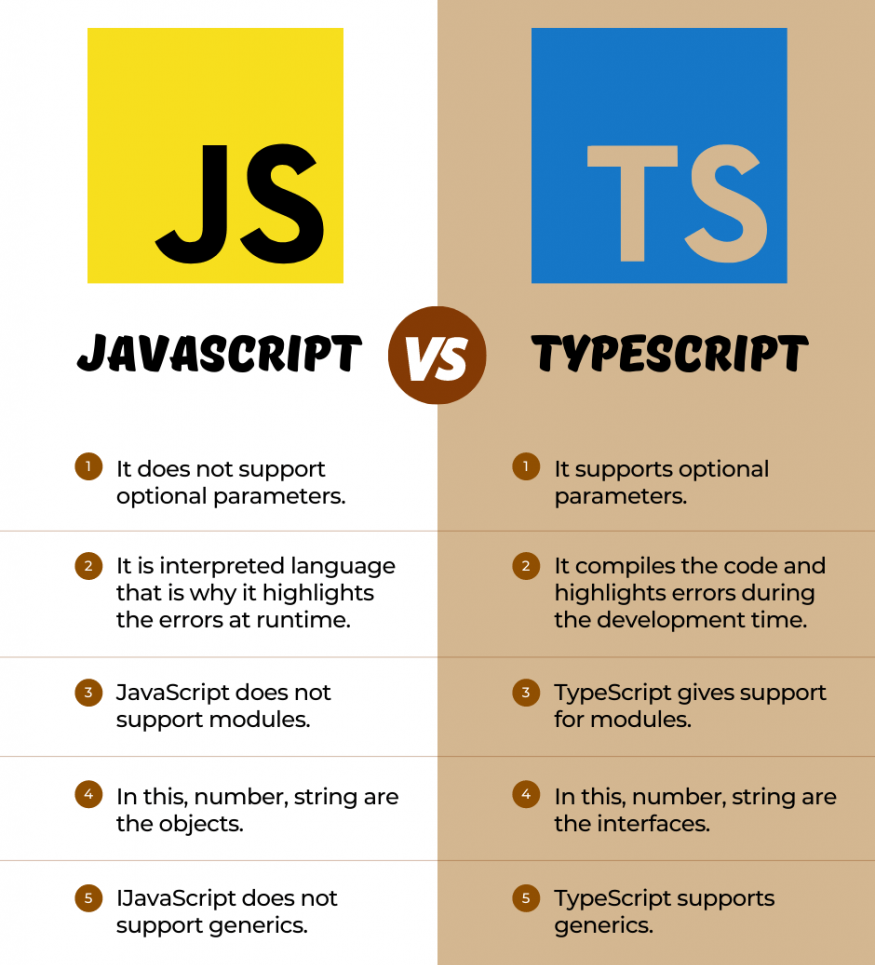 JS
TS
JAVASCRIPT
VS
TYPESCRIPT
1 It does not support
optional parameters.
1 It supports optional
parameters.
2 It is interpreted language
that is why it highlights
the errors at runtime.
2 It compiles the code and
highlights errors during
the development time.
3 JavaScript does not
support modules.
3 TypeScript gives support
for modules.
4 In this, number, string are
the objects.
4 In this, number, string are
the interfaces.
5 IJavaScript does not
support generics.
5 TypeScript supports
generics.